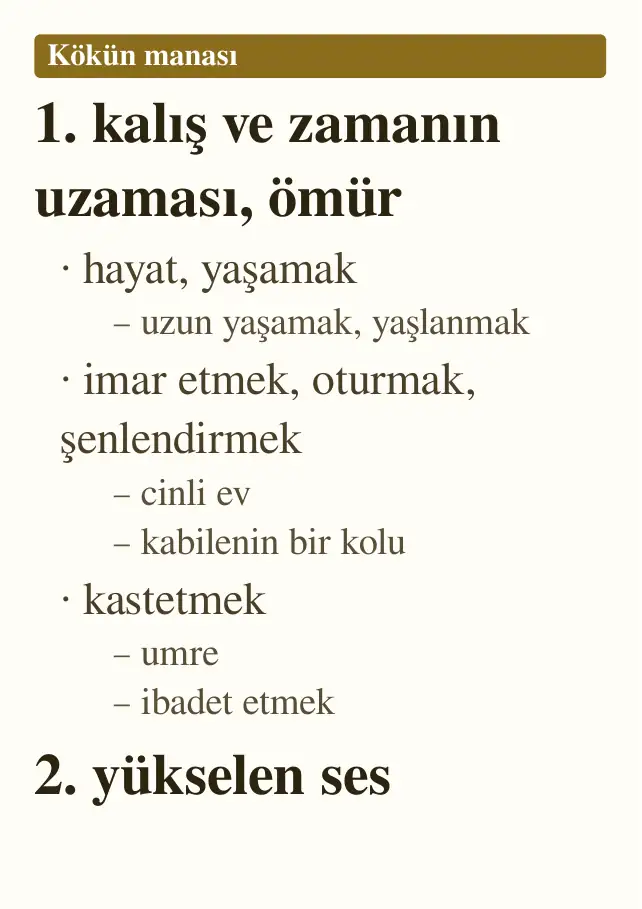 Kökün manası
1. kalış ve zamanın
uzaması, ömür
· hayat, yaşamak
– uzun yaşamak, yaşlanmak
· imar etmek, oturmak,
şenlendirmek
– cinli ev
– kabilenin bir kolu
· kastetmek
– umre
– ibadet etmek
2. yükselen ses